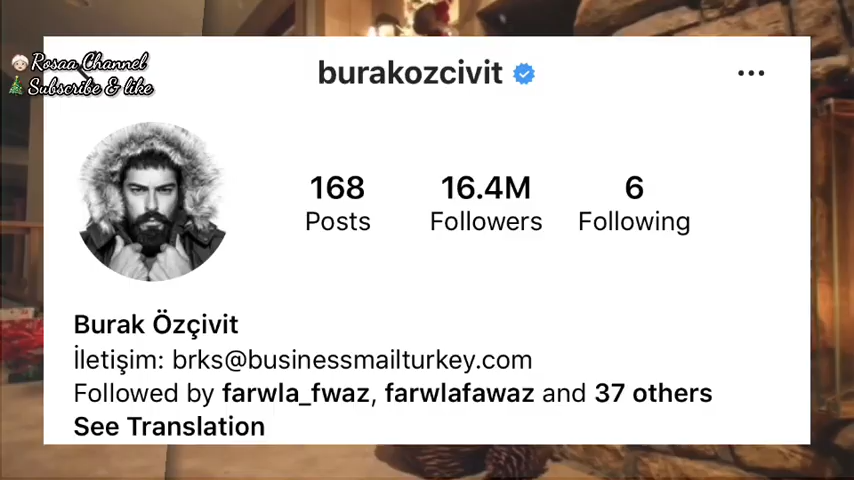 Rosaa Channel
Subscribe & like
burakozcivit
168
Posts
16.4M
Followers
6
Following
Burak Özçivit
İletişim: brks@businessmailturkey.com
Followed by farwla_fwaz, farwlafawaz and 37 others
See Translation